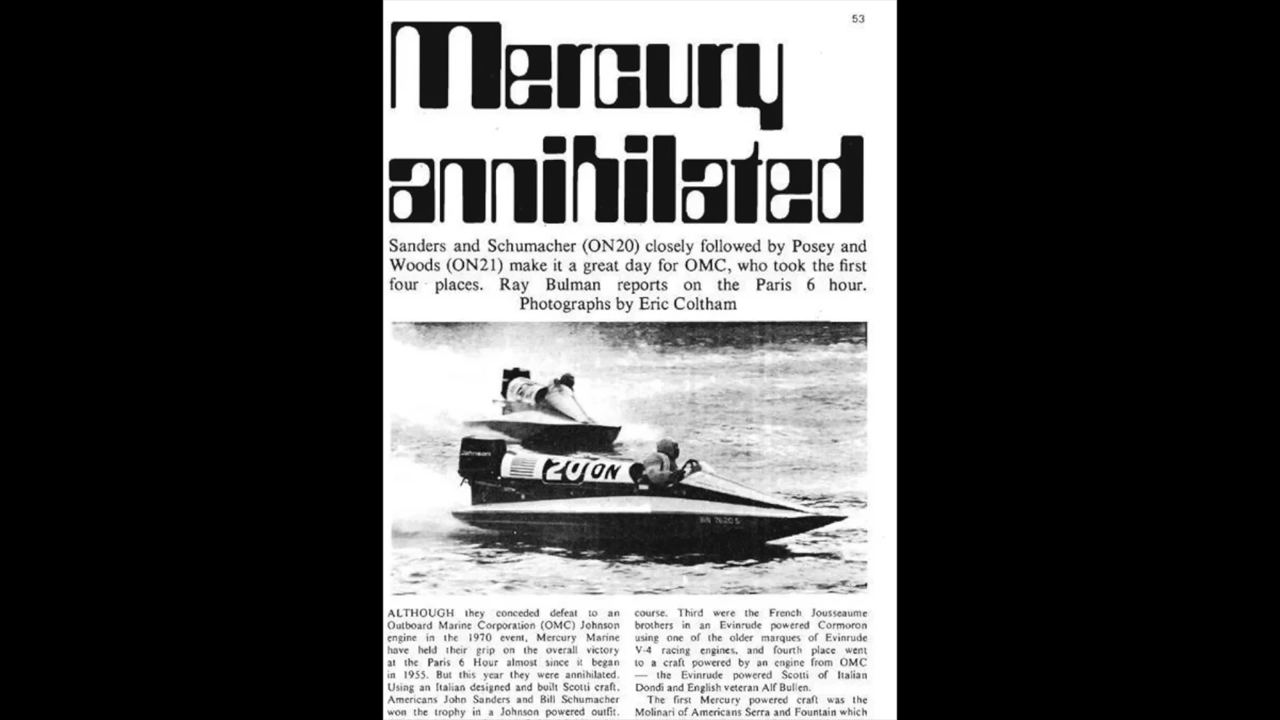 53
Mercury
annihilated
Sanders and Schumacher (ON20) closely followed by Posey and
Woods (ON21) make it a great day for OMC, who took the first
four places. Ray Bulman reports on the Paris 6 hour.
Photographs by Eric Coltham
Johnson
20 ON
ALTHOUGH they conceded defeat to an
Outboard Marine Corporation (OMC) Johnson
engine in the 1970 event, Mercury Marine
have held their grip on the overall victory
at the Paris 6 Hour almost since it began
in 1955. But this year they were annihilated.
Using an Italian designed and built Scotti craft,
Americans John Sanders and Bill Schumacher
won the trophy in a Johnson powered outfit.
course. Third were the French Jousseaume
brothers in an Evinrude powered Cormoron
using one of the older marques of Evinrude
V-4 racing engines, and fourth place went
to a craft powered by an engine from OMC
— the Evinrude powered Scotti of Italian
Dondi and English veteran Alf Bullen.
The first Mercury powered craft was the
Molinari of Americans Serra and Fountain which